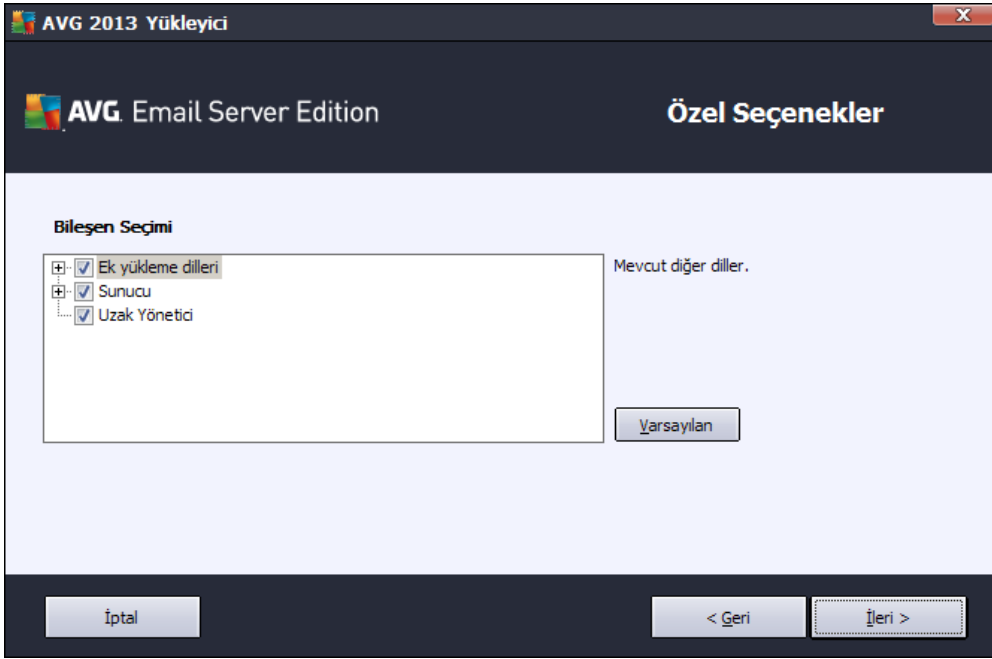 AVG 2013 Yükleyici
AVG. Email Server Edition
Özel Seçenekler
Bileşen Seçimi
Ek yükleme dilleri
Sunucu
Uzak Yönetici
Mevcut diğer diller.
Varsayılan
İptal
< Geri
İleri >